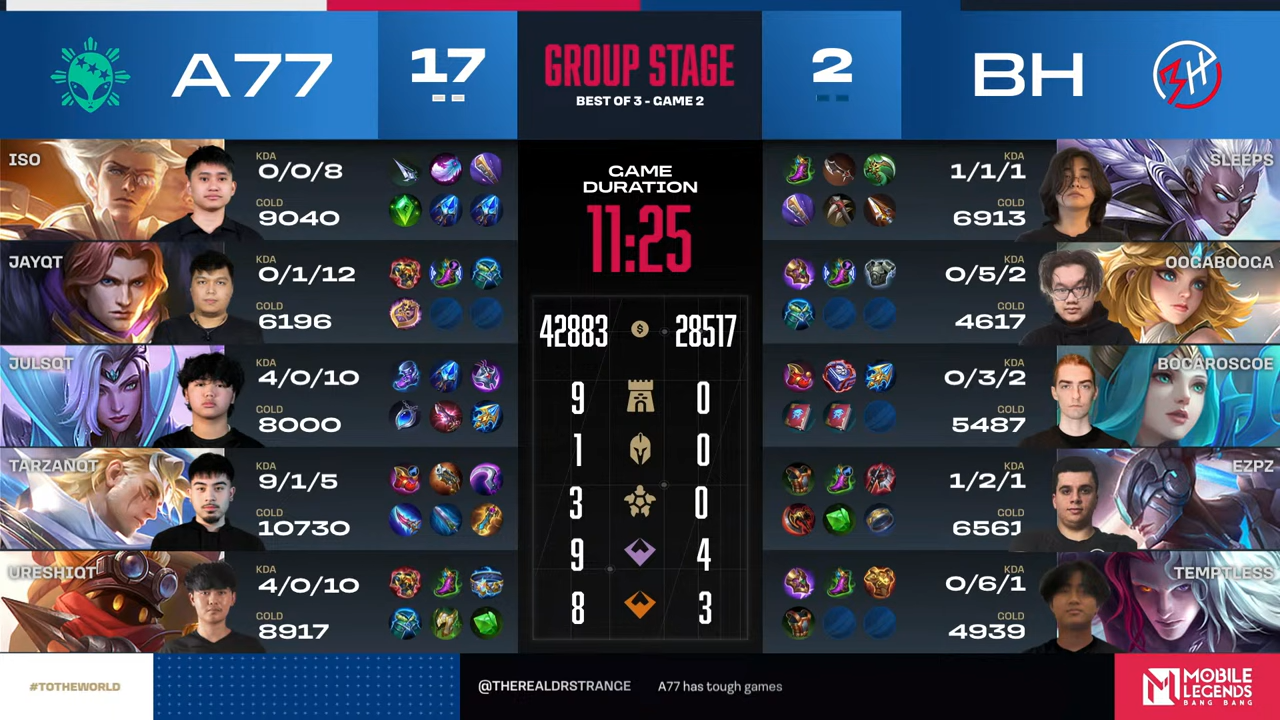 A77
17
GROUP STAGE
BEST OF 3 - GAME 2
2
BH
3H
ISO
KDA
0/0/8
GOLD
9040
JAYQT
KDA
0/1/12
GOLD
6196
JULSQT
KDA
4/0/10
GOLD
8000
TARZANQT
KDA
9/1/5
GOLD
10730
URESHIQT
KDA
4/0/10
GOLD
8917
GAME
DURATION
11:25
42883 $ 28517
9 0
1 0
3 0
9 4
8 3
KDA
1/1/1
GOLD
6913
SLEEPS
KDA
0/5/2
GOLD
4617
OOGABOOGA
KDA
0/3/2
GOLD
5487
BOCAROSCOE
KDA
1/2/1
GOLD
6561
EZPZ
KDA
0/6/1
GOLD
4939
TEMPTLESS
#TOTHEWORLD
@THEREALDRSTRANGE A77 has tough games
MOBILE
LEGENDS
BANG BANG